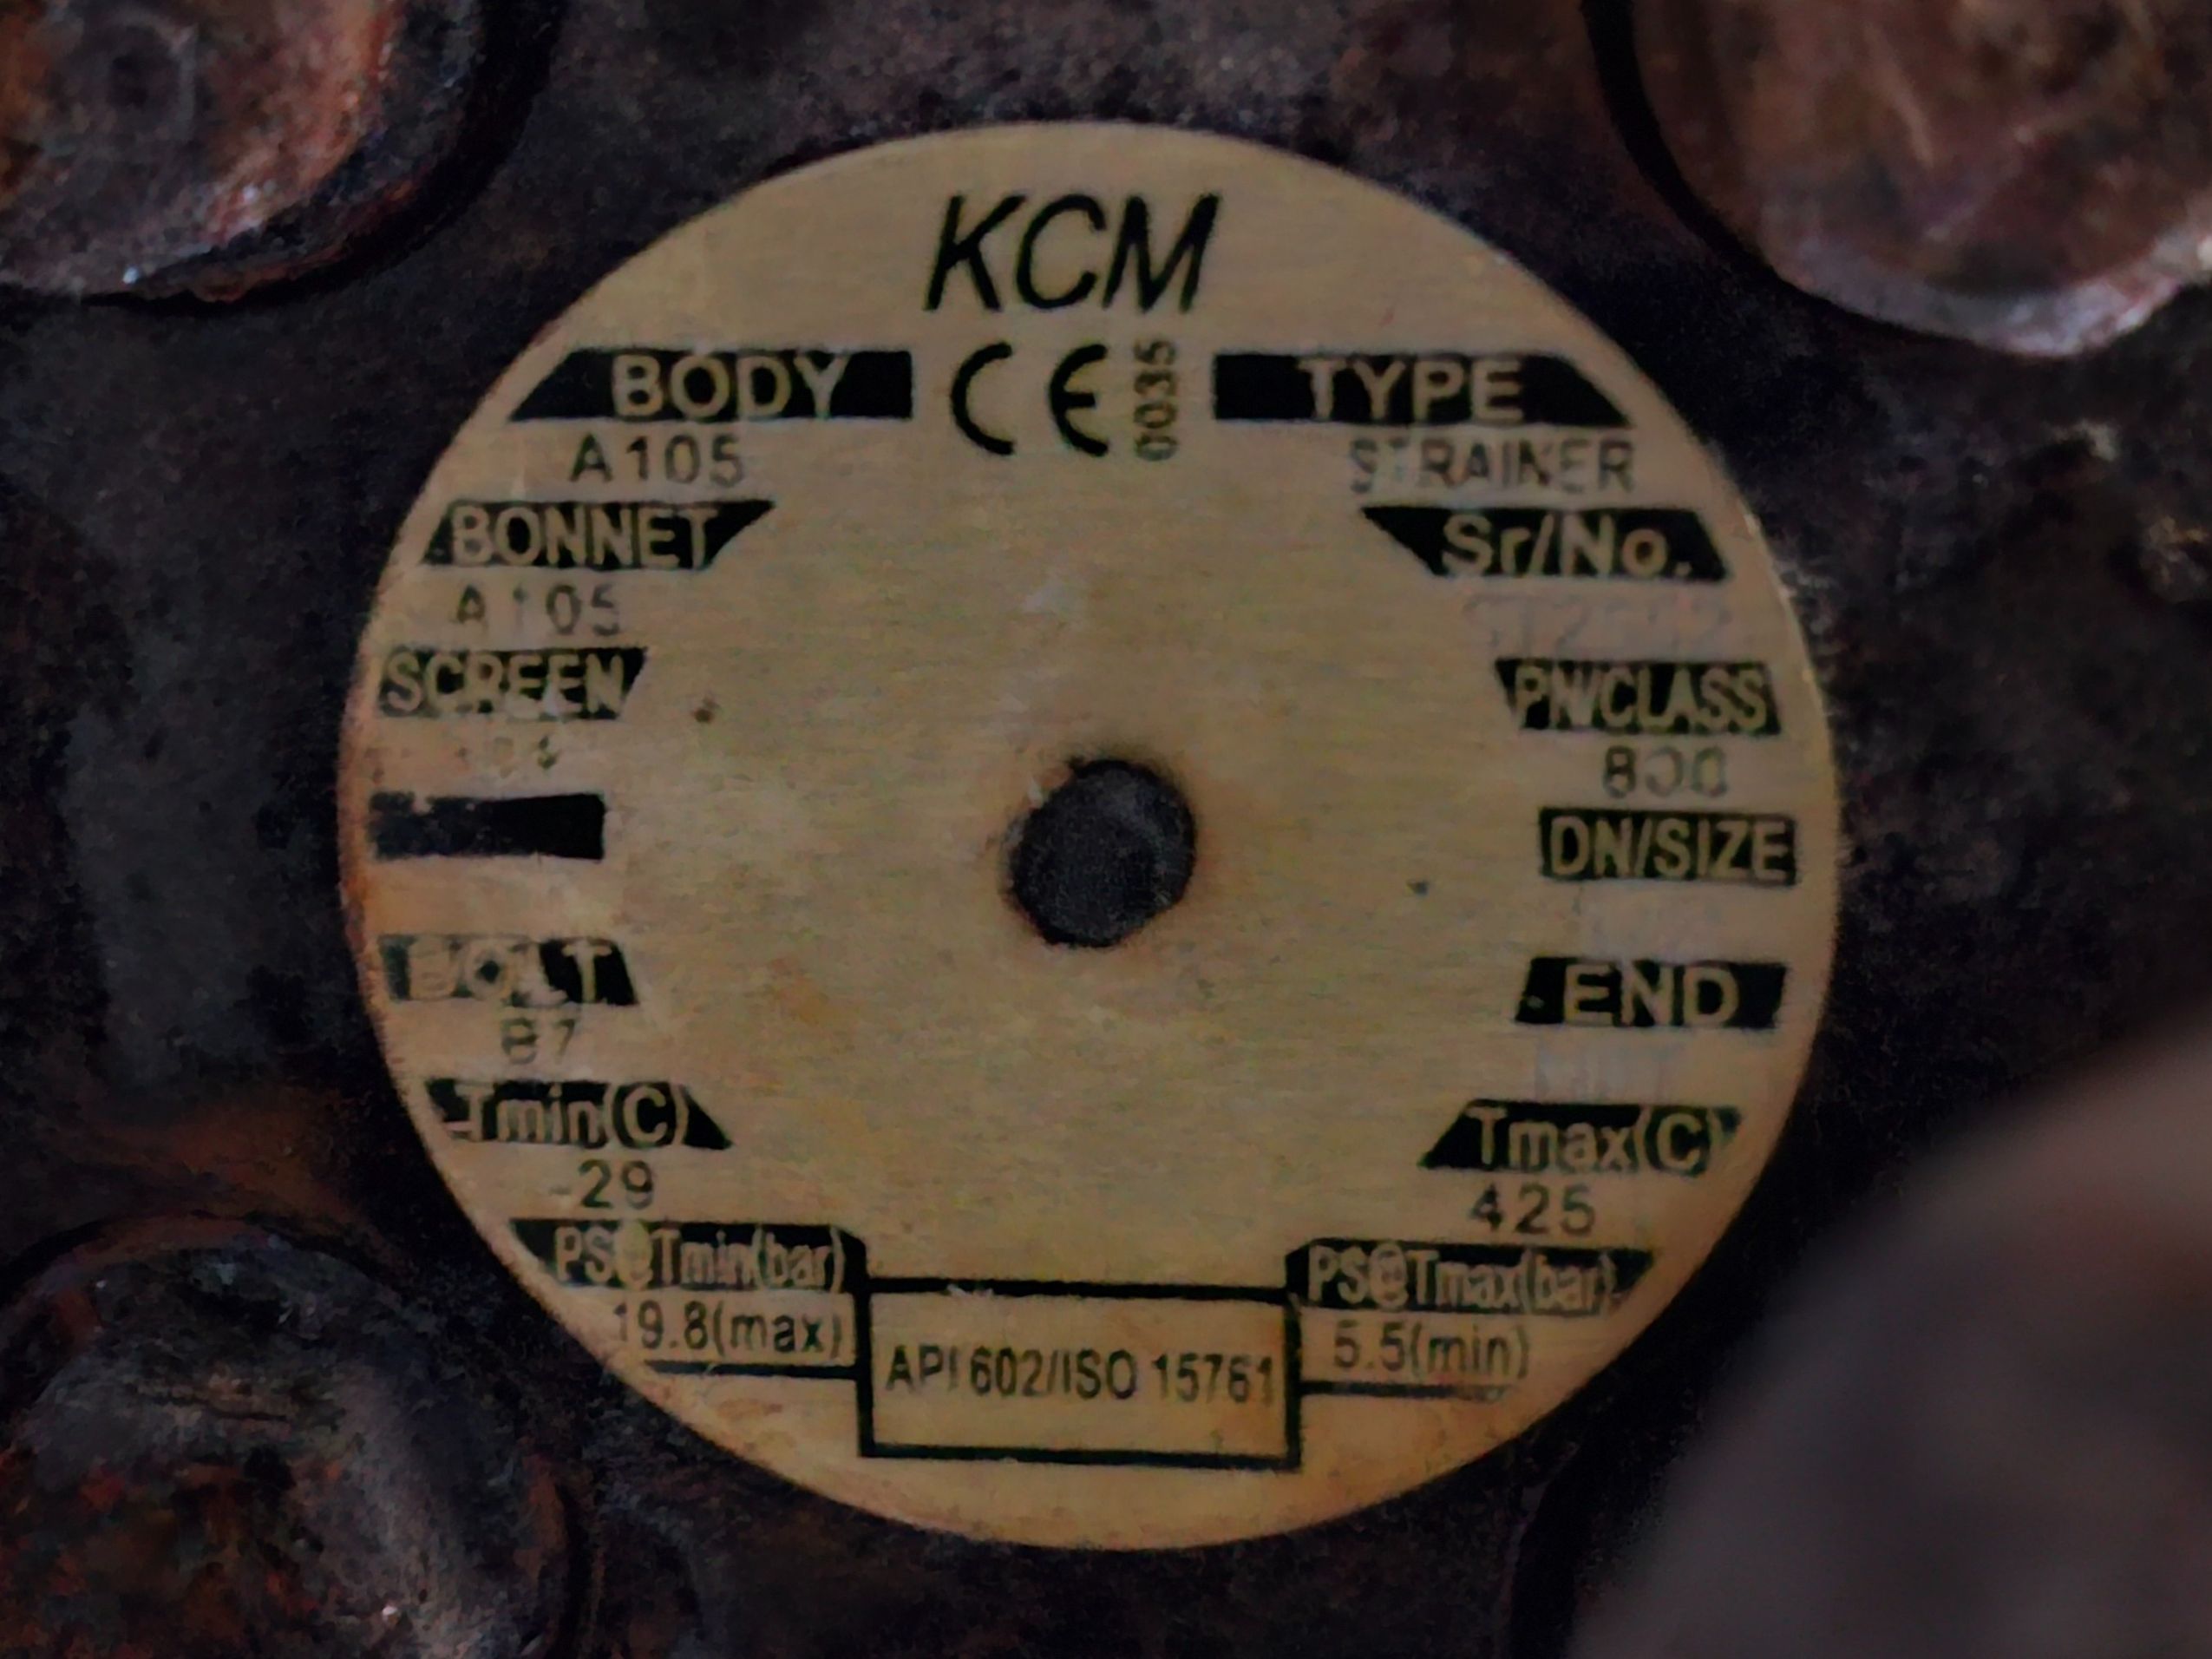 KCM
BODY
CE 0035
TYPE
A105
STRAINER
BONNET
Sr/No.
A105
SCREEN
PN/CLASS
800
DN/SIZE
BOLT
END
B7
Tmin(C)
Tmax(C)
-29
425
PS@Tmin(bar)
PS@Tmax(bar)
19.8(max)
5.5(min)
API 602/ISO 15761